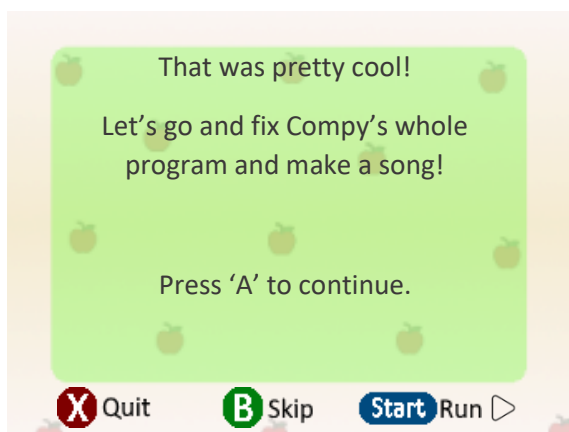 That was pretty cool!
Let’s go and fix Compy’s whole
program and make a song!
Press ‘A’ to continue.
X Quit B Skip Start Run